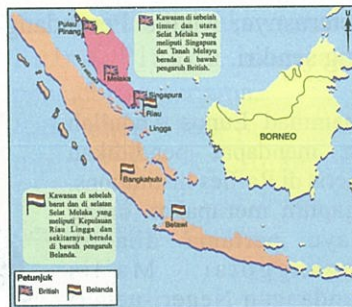 Pulau
Pinang
Kawasan di sebelah
timur dan utara
Selat Melaka yang
meliputi Singapura
dan Tanah Melayu
berada di bawah
pengaruh British.
U
SELAT MELAKA
Melaka
Singapura
Riau
Lingga
BORNEO
Bangkahulu
Kawasan di sebelah
barat dan di selatan
Selat Melaka yang
meliputi Kepulauan
Riau Lingga dan
sekitarnya berada
di bawah pengaruh
Belanda.
Betawi
Petunjuk
British
Belanda